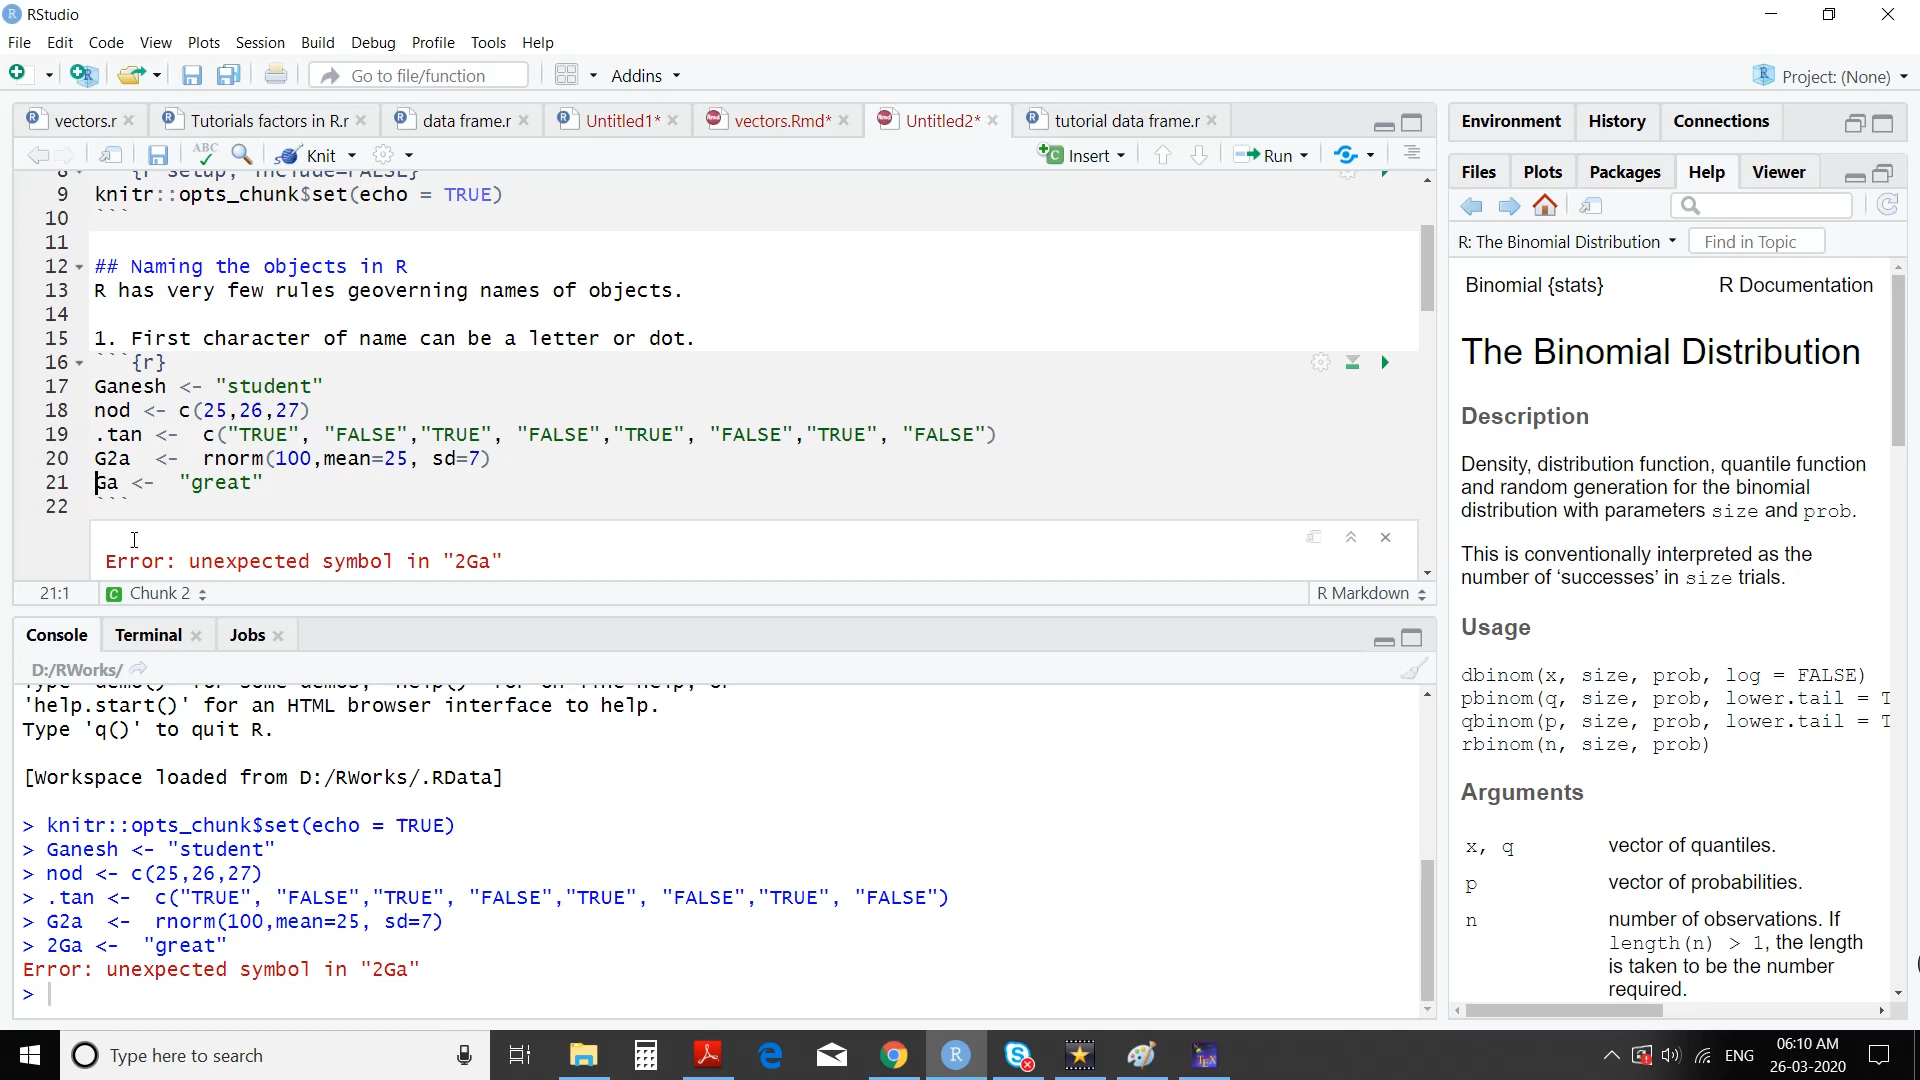 RStudio
File Edit Code View Plots Session Build Debug Profile Tools Help
Go to file/function Addins Project: (None)
vectors.r Tutorials factors in R.r data frame.r Untitled1* vectors.Rmd* Untitled2* tutorial data frame.r
ABC Knit Insert Run
8 ```{r setup, include=FALSE}
9 knitr::opts_chunk$set(echo = TRUE)
10 ```
11
12 ## Naming the objects in R
13 R has very few rules geoverning names of objects.
14
15 1. First character of name can be a letter or dot.
16 ```{r}
17 Ganesh <- "student"
18 nod <- c(25,26,27)
19 .tan <-  c("TRUE", "FALSE","TRUE", "FALSE","TRUE", "FALSE","TRUE", "FALSE")
20 G2a  <-  rnorm(100,mean=25, sd=7)
21 Ga <-  "great"
22 ```
Error: unexpected symbol in "2Ga"
21:1 Chunk 2 R Markdown
Console Terminal Jobs
D:/RWorks/
'help.start()' for an HTML browser interface to help.
Type 'q()' to quit R.
[Workspace loaded from D:/RWorks/.RData]
> knitr::opts_chunk$set(echo = TRUE)
> Ganesh <- "student"
> nod <- c(25,26,27)
> .tan <-  c("TRUE", "FALSE","TRUE", "FALSE","TRUE", "FALSE","TRUE", "FALSE")
> G2a  <-  rnorm(100,mean=25, sd=7)
> 2Ga <-  "great"
Error: unexpected symbol in "2Ga"
>
Environment History Connections
Files Plots Packages Help Viewer
R: The Binomial Distribution Find in Topic
Binomial {stats} R Documentation
The Binomial Distribution
Description
Density, distribution function, quantile function
and random generation for the binomial
distribution with parameters size and prob.
This is conventionally interpreted as the
number of ‘successes’ in size trials.
Usage
dbinom(x, size, prob, log = FALSE)
pbinom(q, size, prob, lower.tail = T
qbinom(p, size, prob, lower.tail = T
rbinom(n, size, prob)
Arguments
x, q vector of quantiles.
p vector of probabilities.
n number of observations. If
length(n) > 1, the length
is taken to be the number
required.
Type here to search ENG 06:10 AM
26-03-2020